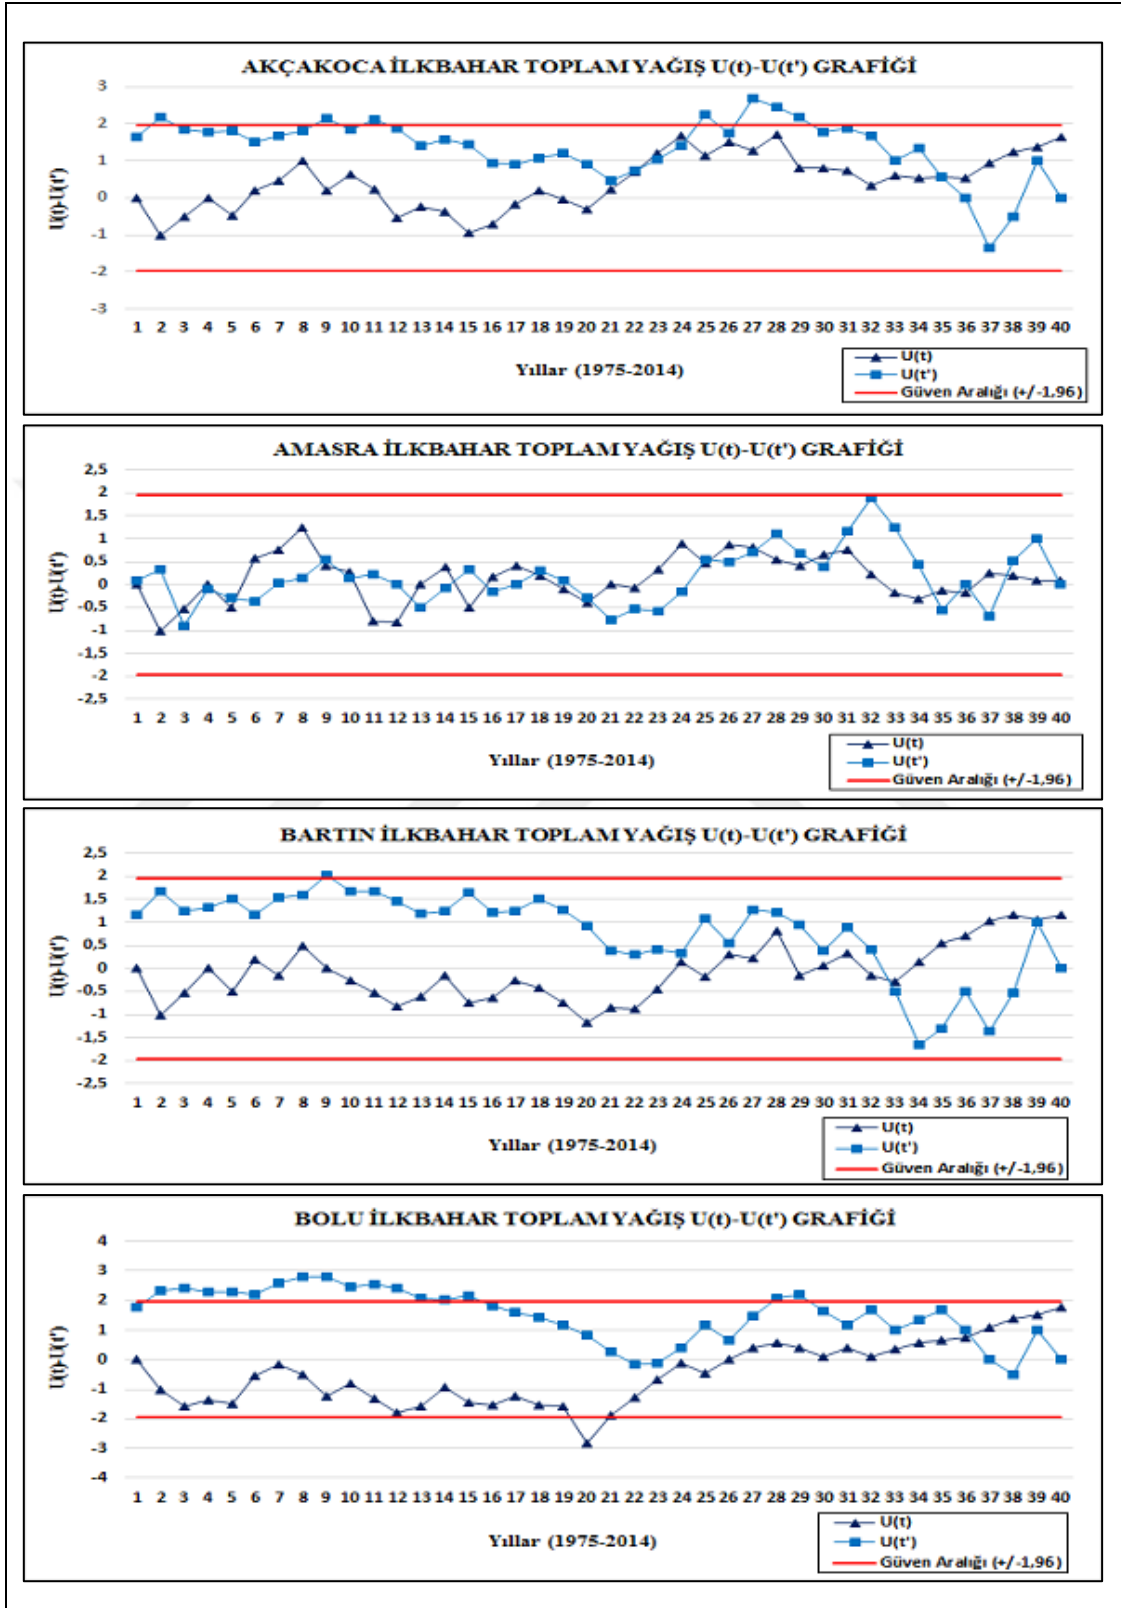 AKÇAKOCA İLKBAHAR TOPLAM YAĞIŞ U(t)-U(t') GRAFİĞİ
3
2
1
0
-1
-2
-3
U(t)-U(t')
1 2 3 4 5 6 7 8 9 10 11 12 13 14 15 16 17 18 19 20 21 22 23 24 25 26 27 28 29 30 31 32 33 34 35 36 37 38 39 40
Yıllar (1975-2014)
U(t)
U(t')
Güven Aralığı (+/-1,96)
AMASRA İLKBAHAR TOPLAM YAĞIŞ U(t)-U(t') GRAFİĞİ
2,5
2
1,5
1
0,5
0
-0,5
-1
-1,5
-2
-2,5
U(t)-U(t')
1 2 3 4 5 6 7 8 9 10 11 12 13 14 15 16 17 18 19 20 21 22 23 24 25 26 27 28 29 30 31 32 33 34 35 36 37 38 39 40
Yıllar (1975-2014)
U(t)
U(t')
Güven Aralığı (+/-1,96)
BARTIN İLKBAHAR TOPLAM YAĞIŞ U(t)-U(t') GRAFİĞİ
2,5
2
1,5
1
0,5
0
-0,5
-1
-1,5
-2
-2,5
U(t)-U(t')
1 2 3 4 5 6 7 8 9 10 11 12 13 14 15 16 17 18 19 20 21 22 23 24 25 26 27 28 29 30 31 32 33 34 35 36 37 38 39 40
Yıllar (1975-2014)
U(t)
U(t')
Güven Aralığı (+/-1,96)
BOLU İLKBAHAR TOPLAM YAĞIŞ U(t)-U(t') GRAFİĞİ
4
3
2
1
0
-1
-2
-3
-4
U(t)-U(t')
1 2 3 4 5 6 7 8 9 10 11 12 13 14 15 16 17 18 19 20 21 22 23 24 25 26 27 28 29 30 31 32 33 34 35 36 37 38 39 40
Yıllar (1975-2014)
U(t)
U(t')
Güven Aralığı (+/-1,96)